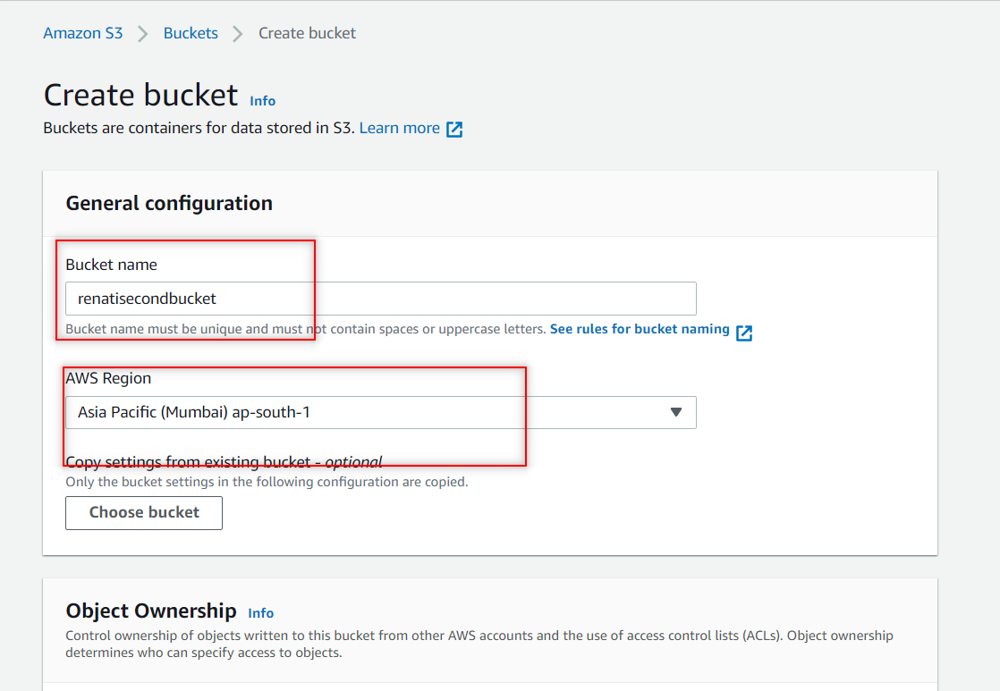 Amazon S3 > Buckets > Create bucket
Create bucket Info
Buckets are containers for data stored in S3. Learn more
General configuration
Bucket name
renatisecondbucket
Bucket name must be unique and must not contain spaces or uppercase letters. See rules for bucket naming
AWS Region
Asia Pacific (Mumbai) ap-south-1
Copy settings from existing bucket - optional
Only the bucket settings in the following configuration are copied.
Choose bucket
Object Ownership Info
Control ownership of objects written to this bucket from other AWS accounts and the use of access control lists (ACLs). Object ownership
determines who can specify access to objects.